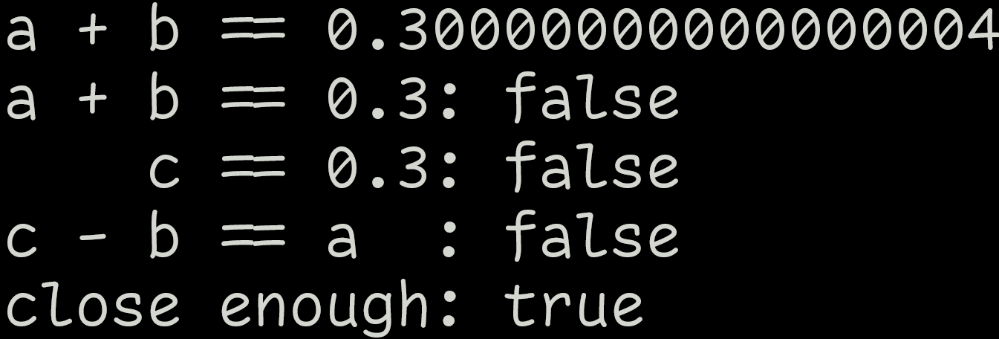 a + b == 0.30000000000000004
a + b == 0.3: false
    c == 0.3: false
c - b == a  : false
close enough: true